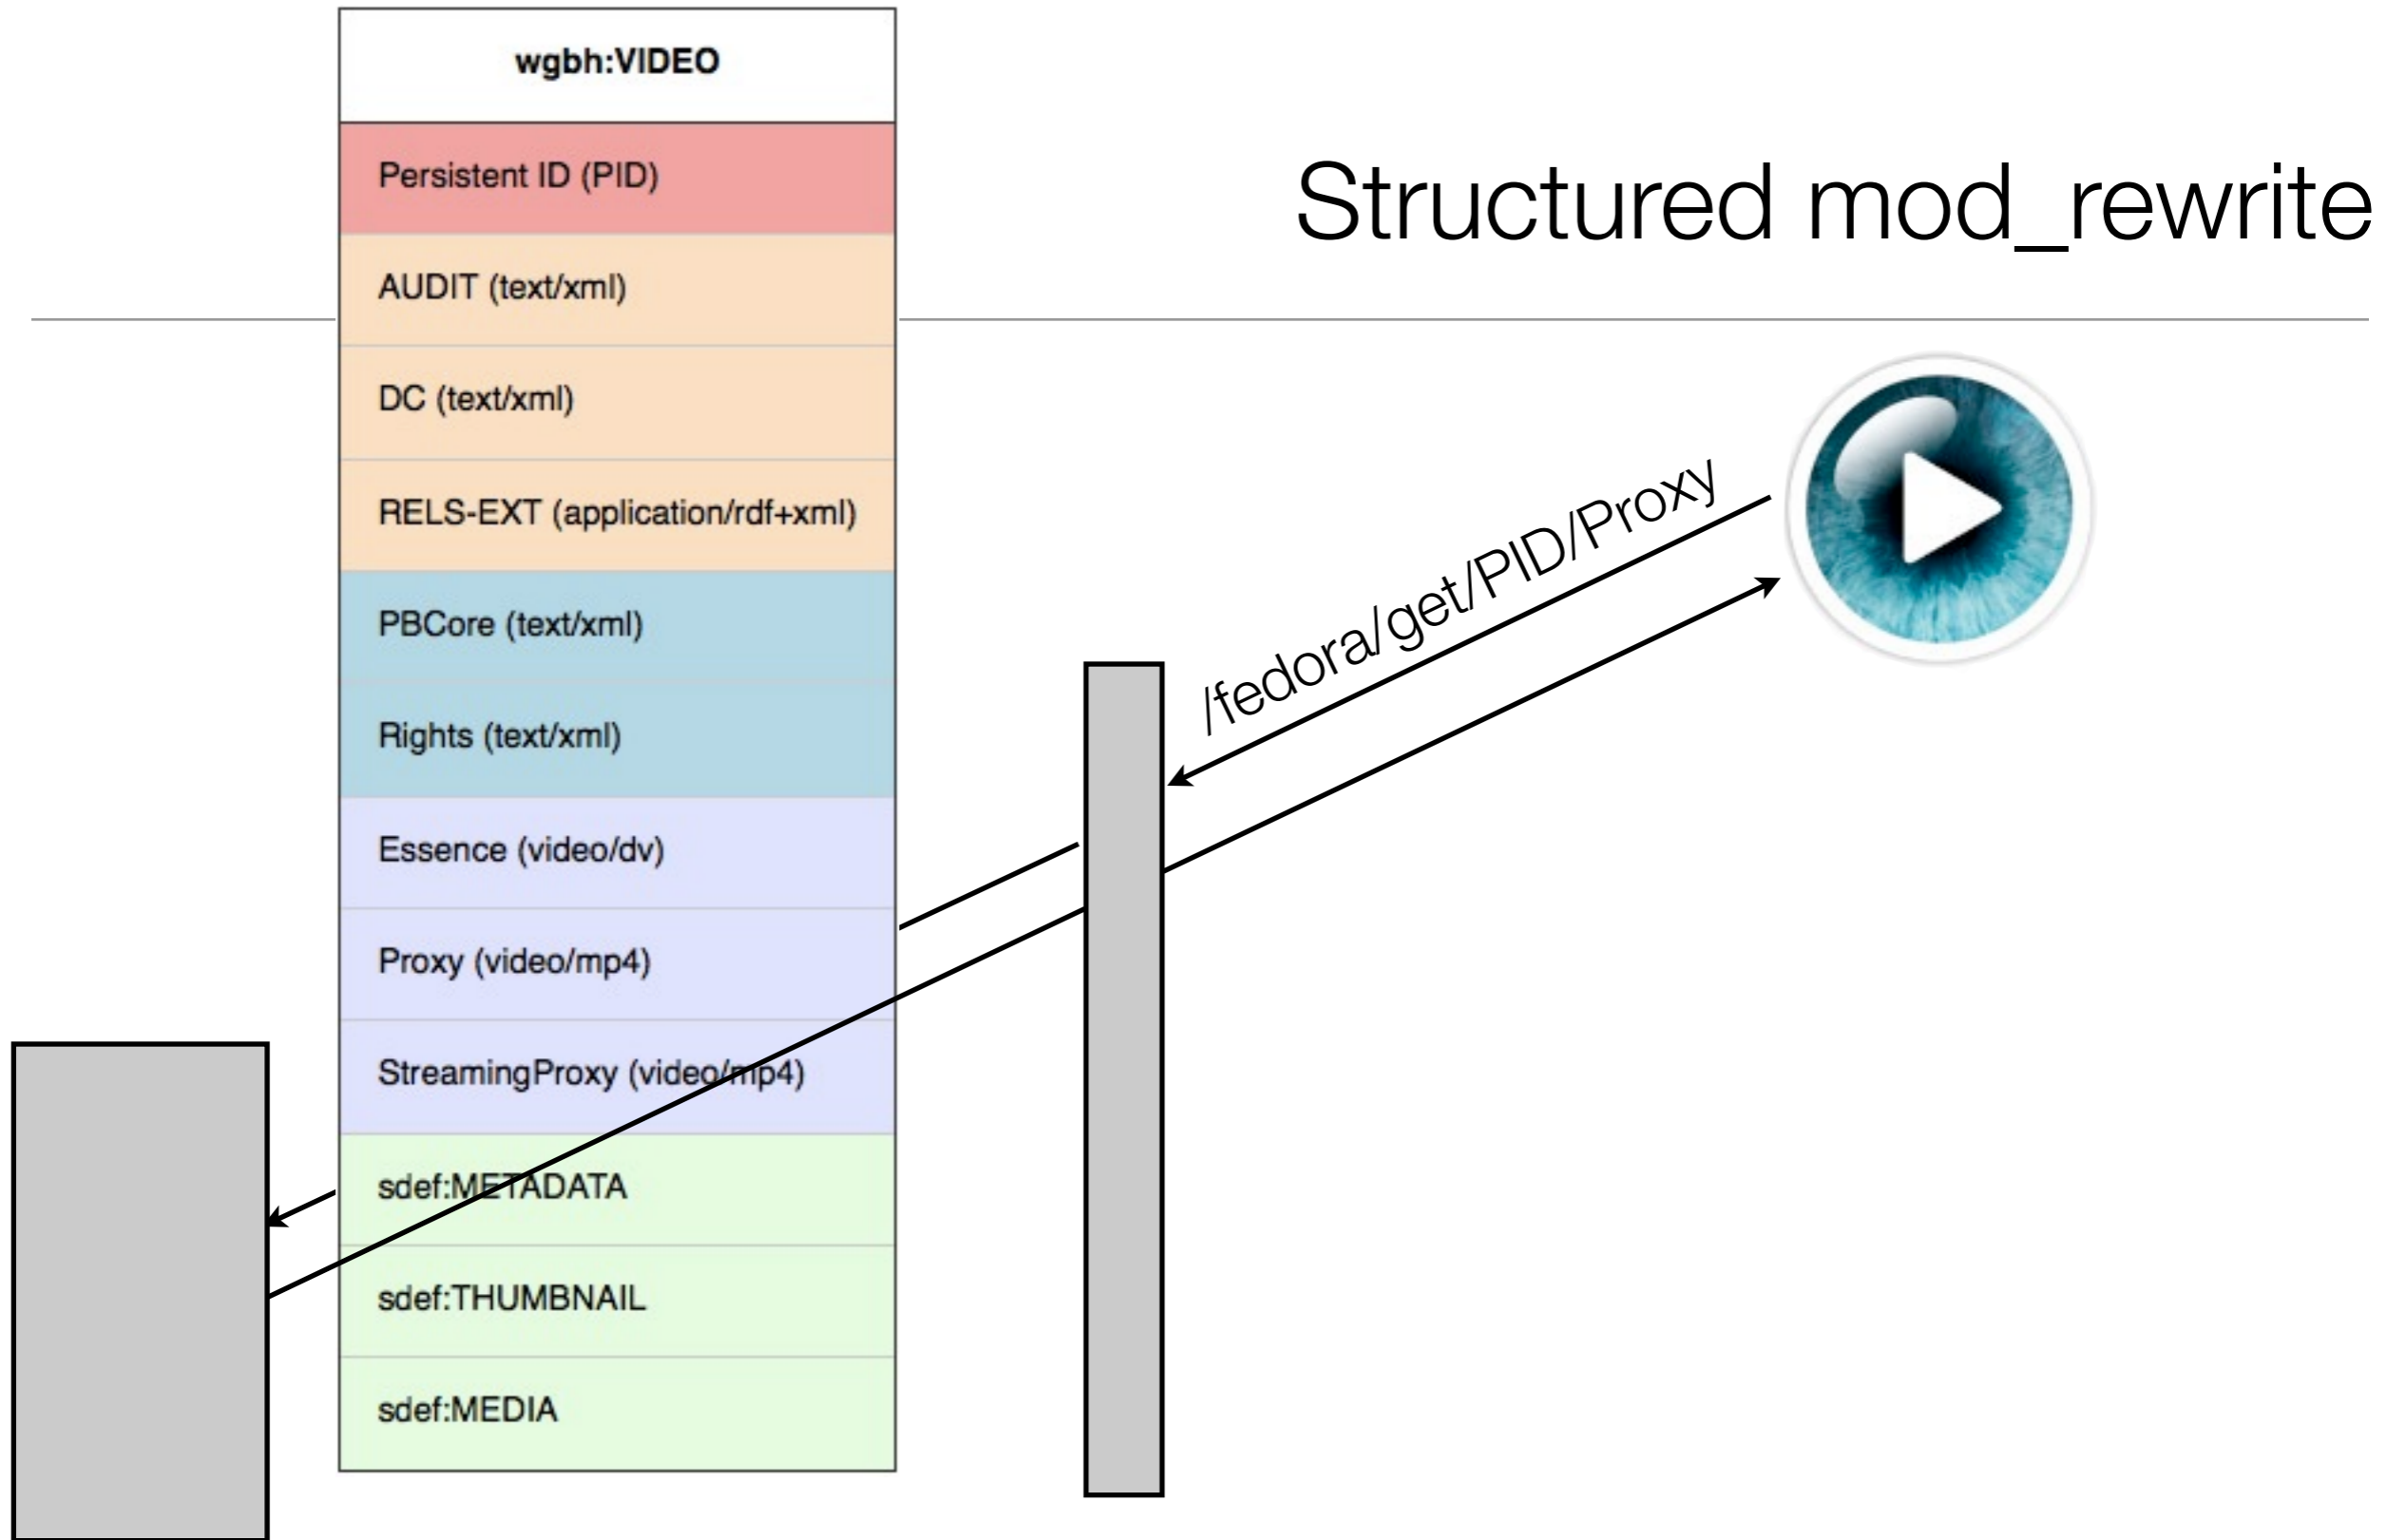 Structured mod_rewrite
wgbh:VIDEO
Persistent ID (PID)
AUDIT (text/xml)
DC (text/xml)
RELS-EXT (application/rdf+xml)
PBCore (text/xml)
Rights (text/xml)
Essence (video/dv)
Proxy (video/mp4)
StreamingProxy (video/mp4)
sdef:METADATA
sdef:THUMBNAIL
sdef:MEDIA
/fedora/get/PID/Proxy